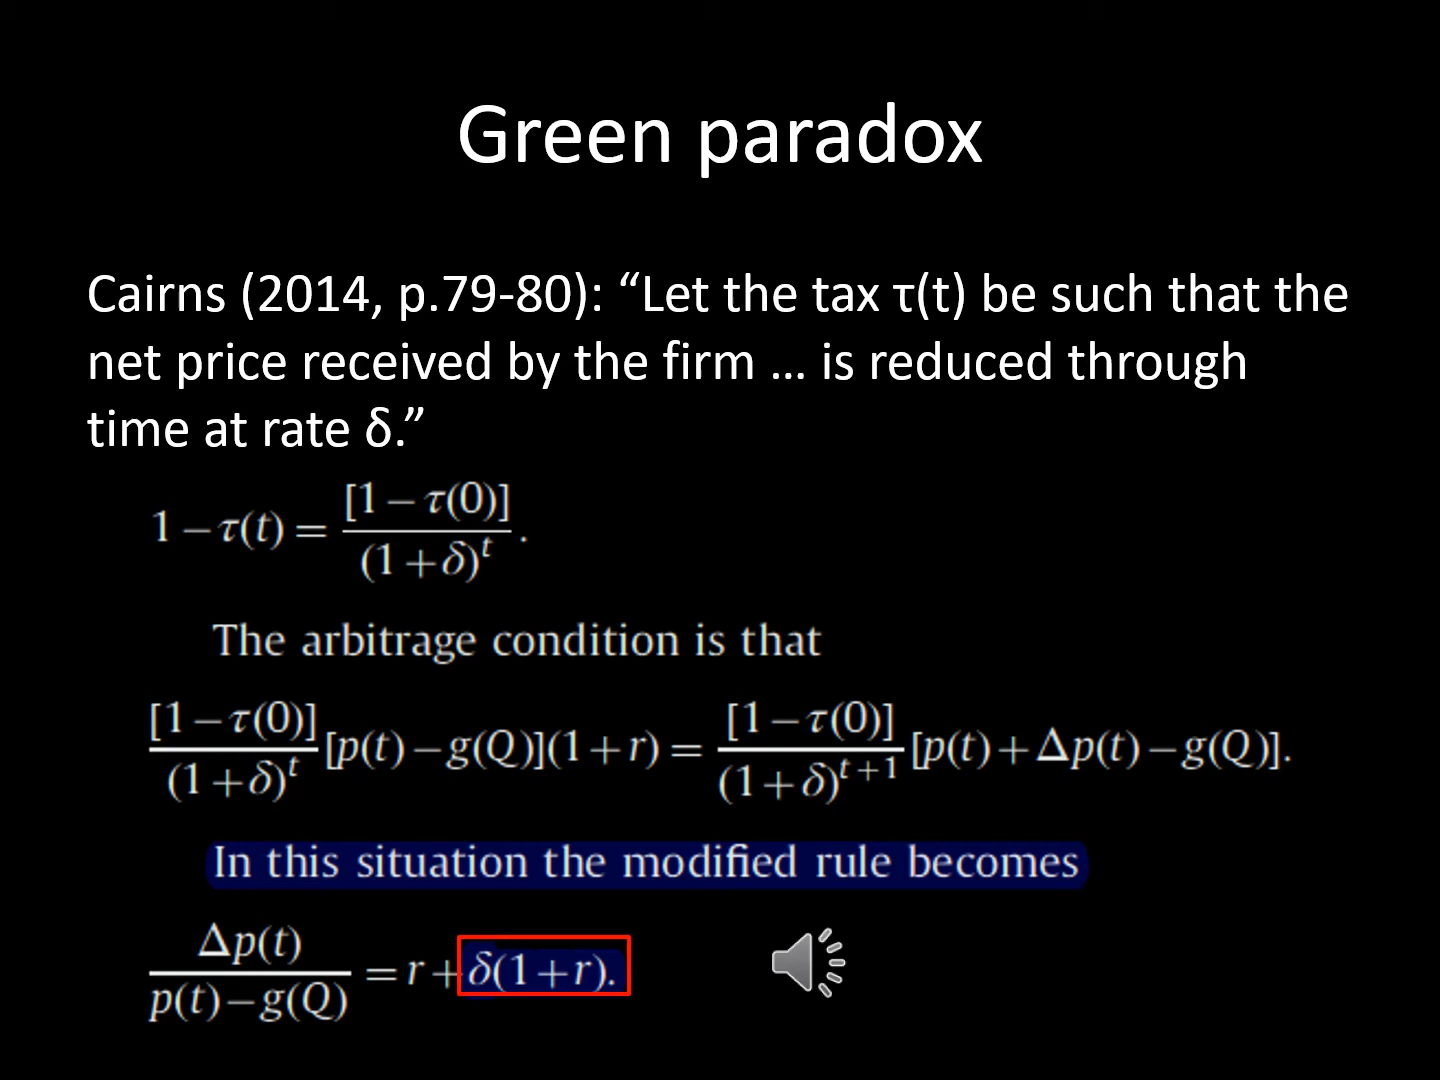 Green paradox
Cairns (2014, p.79-80): “Let the tax τ(t) be such that the
net price received by the firm … is reduced through
time at rate δ.”
1 − τ(t) = [1 − τ(0)] / (1 + δ)^t .
The arbitrage condition is that
[1 − τ(0)] / (1 + δ)^t [p(t) − g(Q)](1 + r) = [1 − τ(0)] / (1 + δ)^{t+1} [p(t) + Δp(t) − g(Q)].
In this situation the modified rule becomes
Δp(t) / p(t) − g(Q) = r + δ(1 + r).